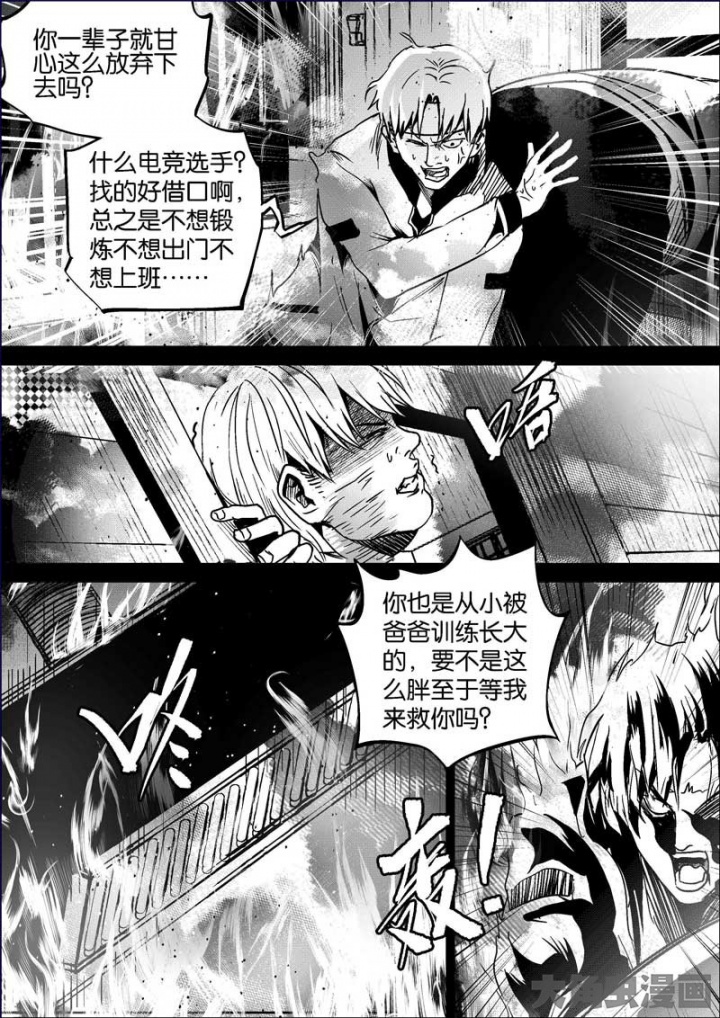 你一辈子就甘
心这么放弃下
去吗？
什么电竞选手？
找的好借口啊，
总之是不想锻
炼不想出门不
想上班……
唔
你也是从小被
爸爸训练长大
的，要不是这
么胖至于等我
来救你吗？
咚
轰！